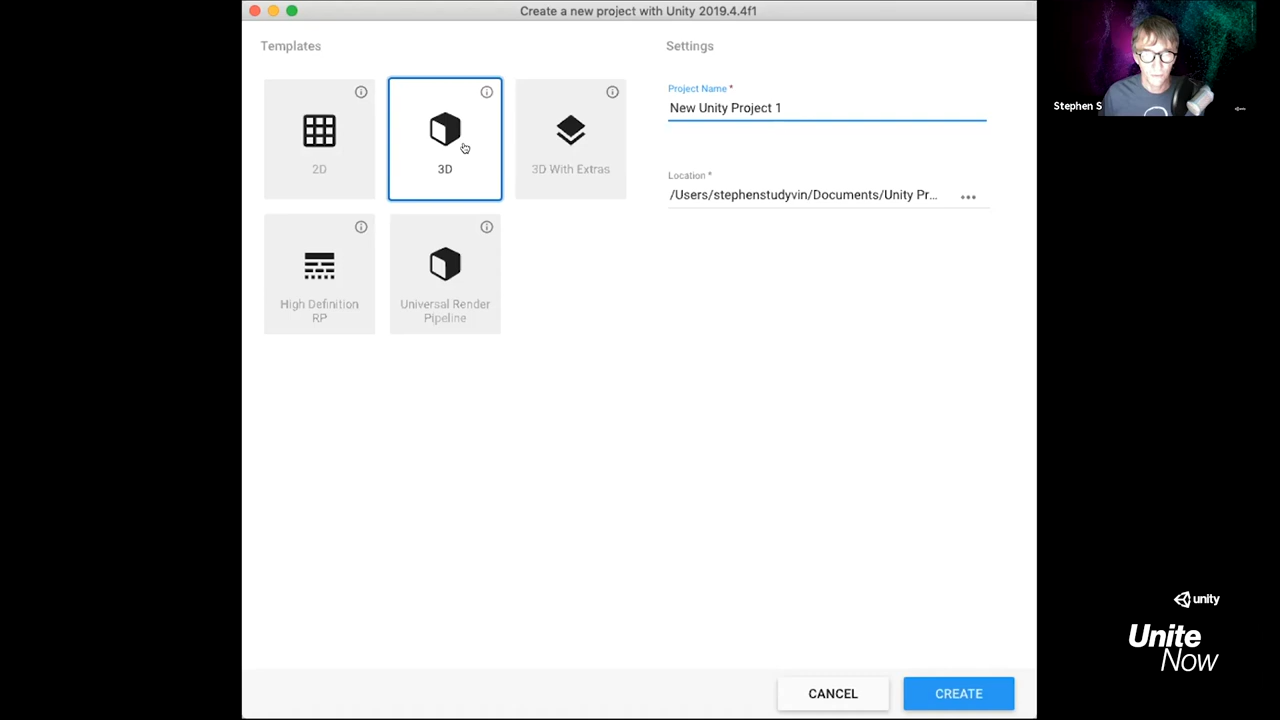 Create a new project with Unity 2019.4.4f1
Templates
Settings
2D
3D
3D With Extras
High Definition
RP
Universal Render
Pipeline
Project Name *
New Unity Project 1
Location *
/Users/stephenstudyvin/Documents/Unity Pr...
CANCEL
CREATE
Stephen S
unity
Unite
Now